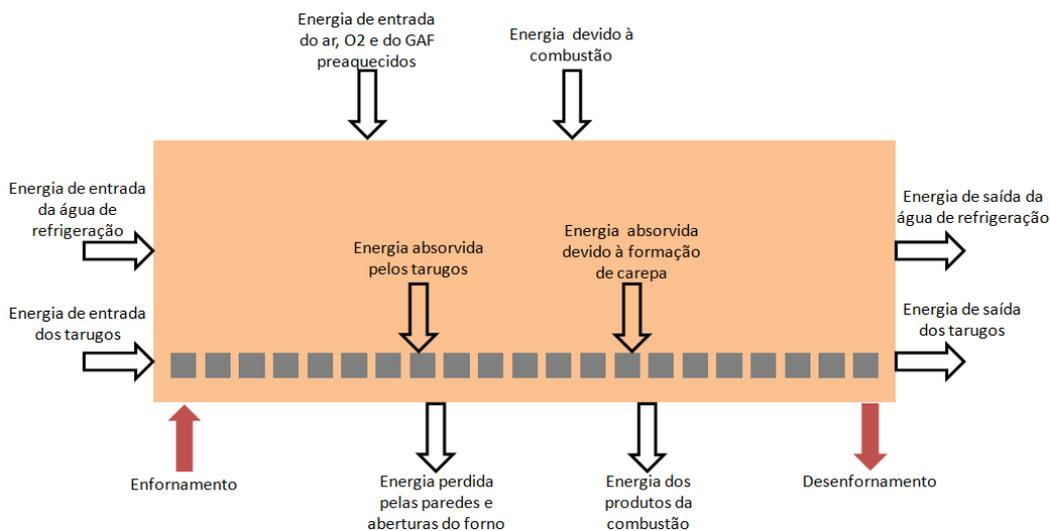 Energia de entrada
do ar, O2 e do GAF
preaquecidos
Energia devido à
combustão
Energia de entrada
da água de
refrigeração
Energia de saída da
água de refrigeração
Energia absorvida
pelos tarugos
Energia absorvida
devido à formação
de carepa
Energia de entrada
dos tarugos
Energia de saída
dos tarugos
Enfornamento
Energia perdida
pelas paredes e
aberturas do forno
Energia dos
produtos da
combustão
Desenfornamento